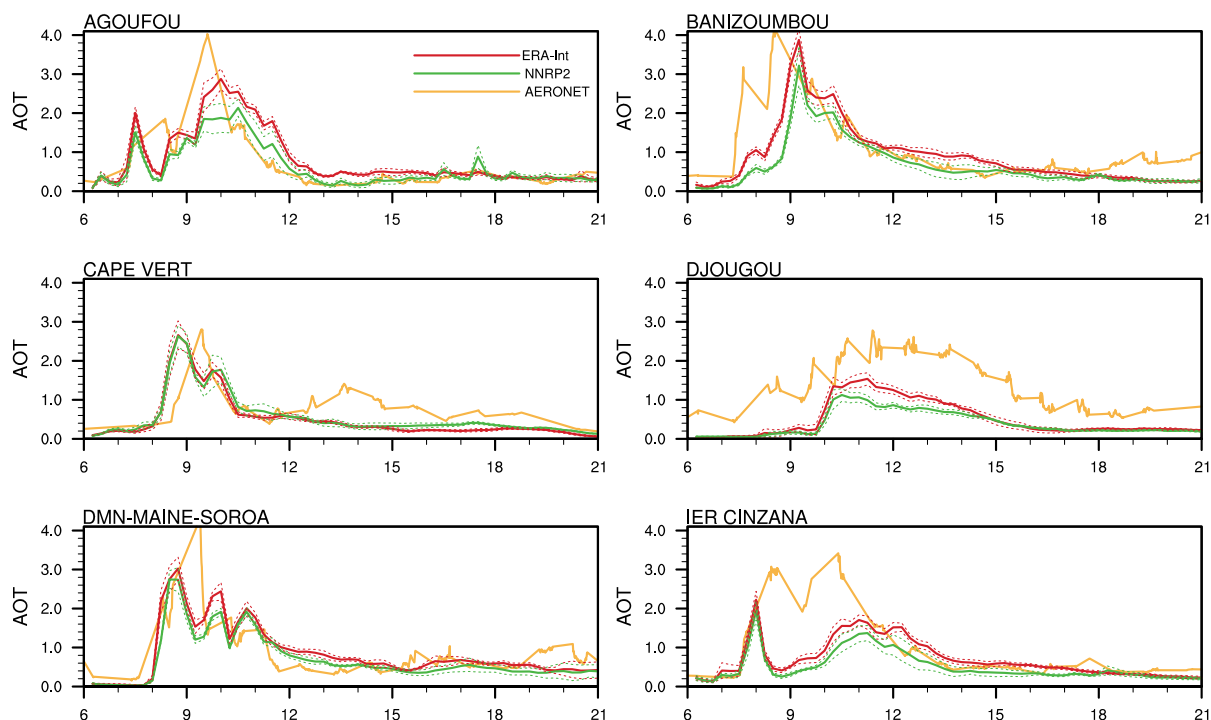 AGOUFOU
BANIZOUMBOU
4.0
3.0
2.0
1.0
0.0
AOT
ERA-Int
NNRP2
AERONET
6 9 12 15 18 21
4.0
3.0
2.0
1.0
0.0
AOT
6 9 12 15 18 21
CAPE VERT
DJOUGOU
4.0
3.0
2.0
1.0
0.0
AOT
6 9 12 15 18 21
4.0
3.0
2.0
1.0
0.0
AOT
6 9 12 15 18 21
DMN-MAINE-SOROA
IER CINZANA
4.0
3.0
2.0
1.0
0.0
AOT
6 9 12 15 18 21
4.0
3.0
2.0
1.0
0.0
AOT
6 9 12 15 18 21